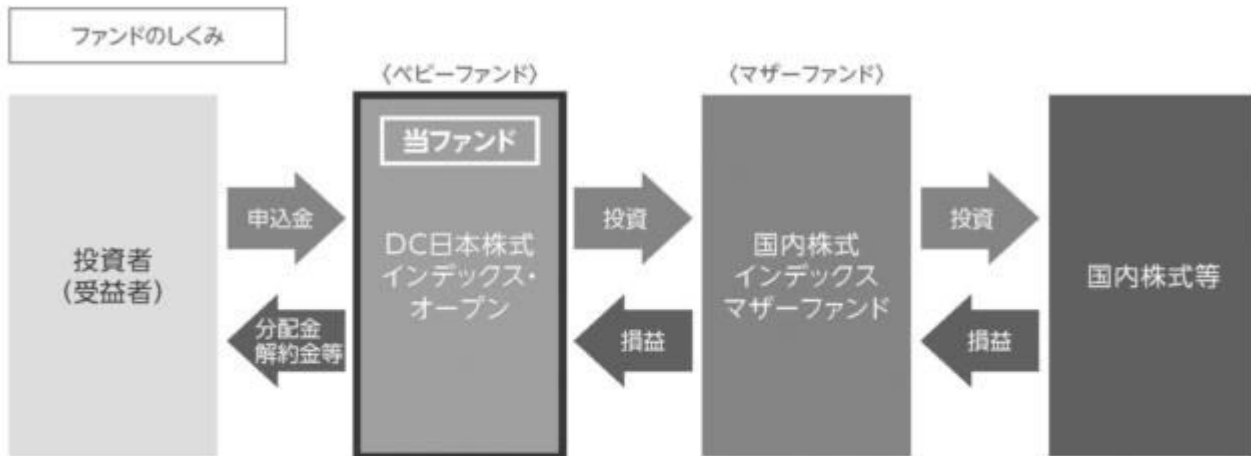 ファンドのしくみ
〈ベビーファンド〉
〈マザーファンド〉
投資者
(受益者)
申込金
分配金
解約金等
当ファンド
DC日本株式
インデックス・
オープン
投資
損益
国内株式
インデックス
マザーファンド
投資
損益
国内株式等